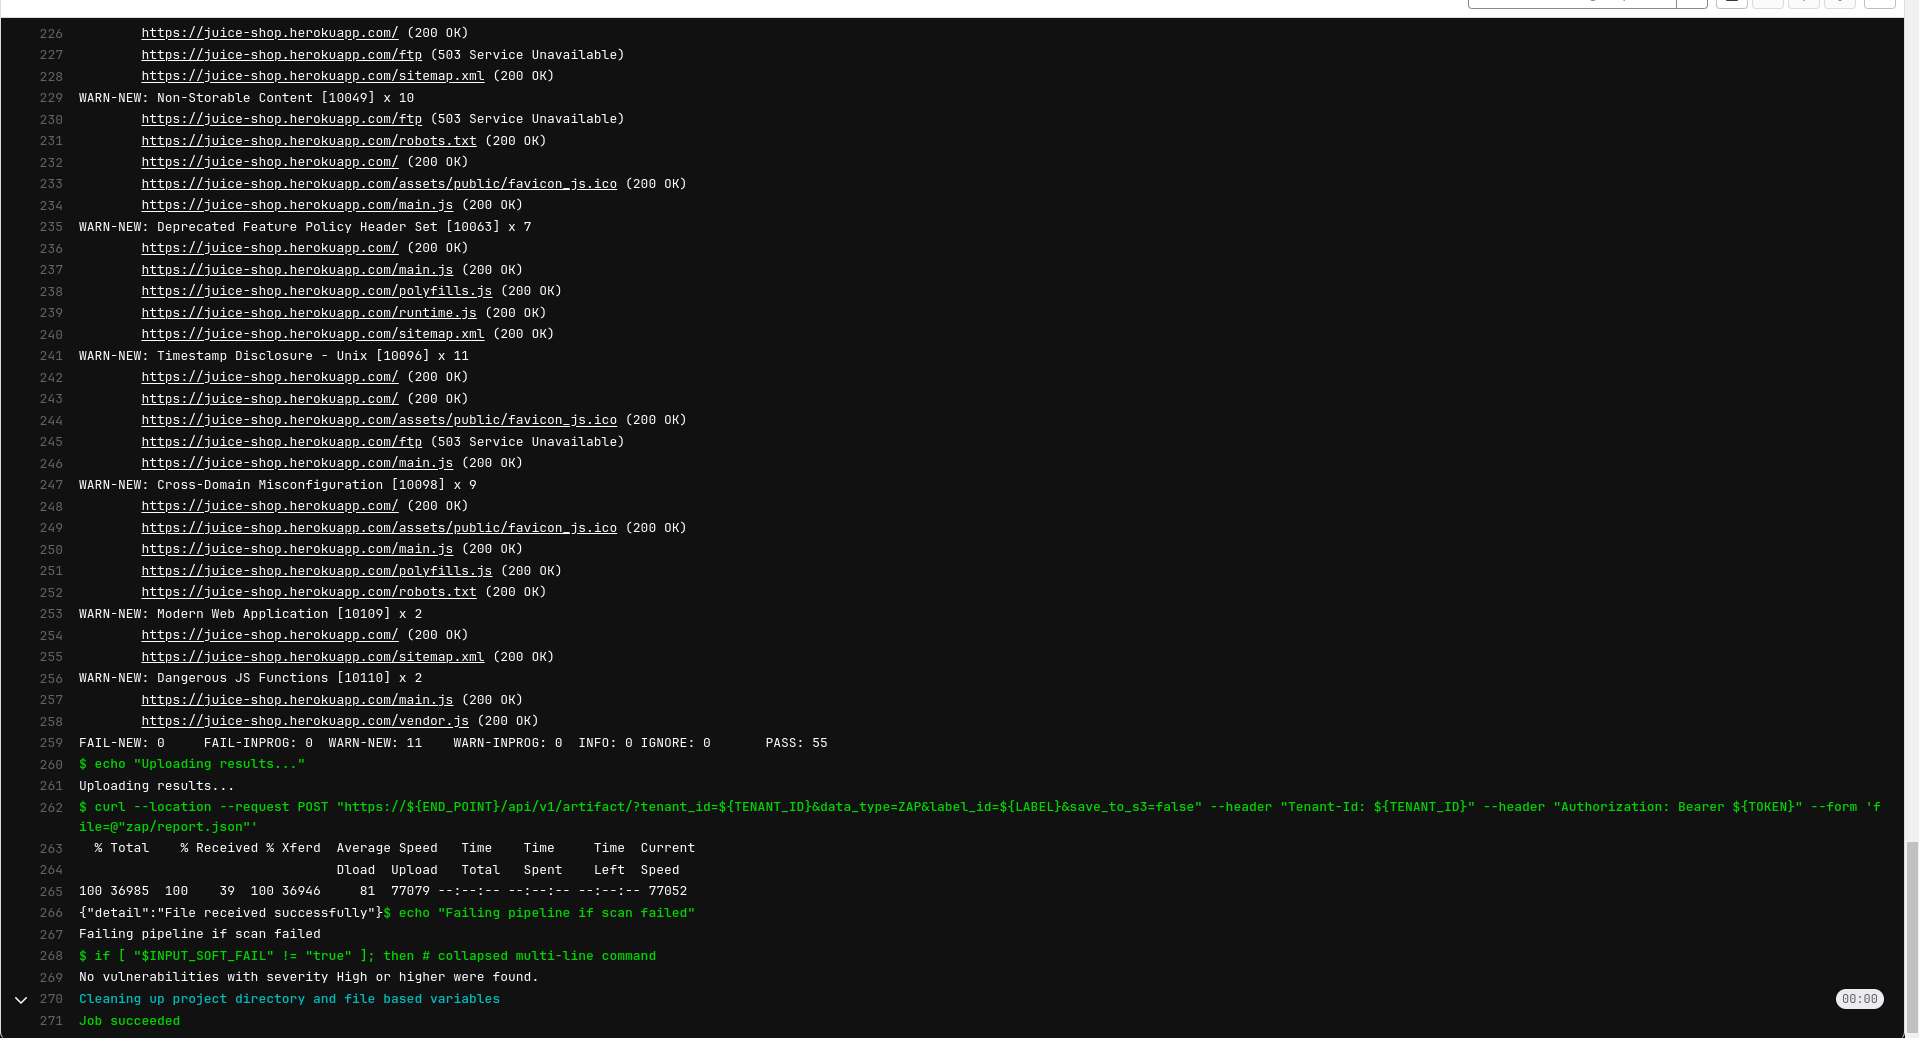 226 https://juice-shop.herokuapp.com/ (200 OK)
227 https://juice-shop.herokuapp.com/ftp (503 Service Unavailable)
228 https://juice-shop.herokuapp.com/sitemap.xml (200 OK)
229 WARN-NEW: Non-Storable Content [10049] x 10
230 https://juice-shop.herokuapp.com/ftp (503 Service Unavailable)
231 https://juice-shop.herokuapp.com/robots.txt (200 OK)
232 https://juice-shop.herokuapp.com/ (200 OK)
233 https://juice-shop.herokuapp.com/assets/public/favicon_js.ico (200 OK)
234 https://juice-shop.herokuapp.com/main.js (200 OK)
235 WARN-NEW: Deprecated Feature Policy Header Set [10063] x 7
236 https://juice-shop.herokuapp.com/ (200 OK)
237 https://juice-shop.herokuapp.com/main.js (200 OK)
238 https://juice-shop.herokuapp.com/polyfills.js (200 OK)
239 https://juice-shop.herokuapp.com/runtime.js (200 OK)
240 https://juice-shop.herokuapp.com/sitemap.xml (200 OK)
241 WARN-NEW: Timestamp Disclosure - Unix [10096] x 11
242 https://juice-shop.herokuapp.com/ (200 OK)
243 https://juice-shop.herokuapp.com/ (200 OK)
244 https://juice-shop.herokuapp.com/assets/public/favicon_js.ico (200 OK)
245 https://juice-shop.herokuapp.com/ftp (503 Service Unavailable)
246 https://juice-shop.herokuapp.com/main.js (200 OK)
247 WARN-NEW: Cross-Domain Misconfiguration [10098] x 9
248 https://juice-shop.herokuapp.com/ (200 OK)
249 https://juice-shop.herokuapp.com/assets/public/favicon_js.ico (200 OK)
250 https://juice-shop.herokuapp.com/main.js (200 OK)
251 https://juice-shop.herokuapp.com/polyfills.js (200 OK)
252 https://juice-shop.herokuapp.com/robots.txt (200 OK)
253 WARN-NEW: Modern Web Application [10109] x 2
254 https://juice-shop.herokuapp.com/ (200 OK)
255 https://juice-shop.herokuapp.com/sitemap.xml (200 OK)
256 WARN-NEW: Dangerous JS Functions [10110] x 2
257 https://juice-shop.herokuapp.com/main.js (200 OK)
258 https://juice-shop.herokuapp.com/vendor.js (200 OK)
259 FAIL-NEW: 0 FAIL-INPROG: 0 WARN-NEW: 11 WARN-INPROG: 0 INFO: 0 IGNORE: 0 PASS: 55
260 $ echo "Uploading results..."
261 Uploading results...
262 $ curl --location --request POST "https://${END_POINT}/api/v1/artifact/?tenant_id=${TENANT_ID}&data_type=ZAP&label_id=${LABEL}&save_to_s3=false" --header "Tenant-Id: ${TENANT_ID}" --header "Authorization: Bearer ${TOKEN}" --form 'f
ile=@"zap/report.json"'
263 % Total % Received % Xferd Average Speed Time Time Time Current
264 Dload Upload Total Spent Left Speed
265 100 36985 100 39 100 36946 81 77079 --:--:-- --:--:-- --:--:-- 77052
266 {"detail":"File received successfully"}$ echo "Failing pipeline if scan failed"
267 Failing pipeline if scan failed
268 $ if [ "$INPUT_SOFT_FAIL" != "true" ]; then # collapsed multi-line command
269 No vulnerabilities with severity High or higher were found.
270 Cleaning up project directory and file based variables 00:00
271 Job succeeded